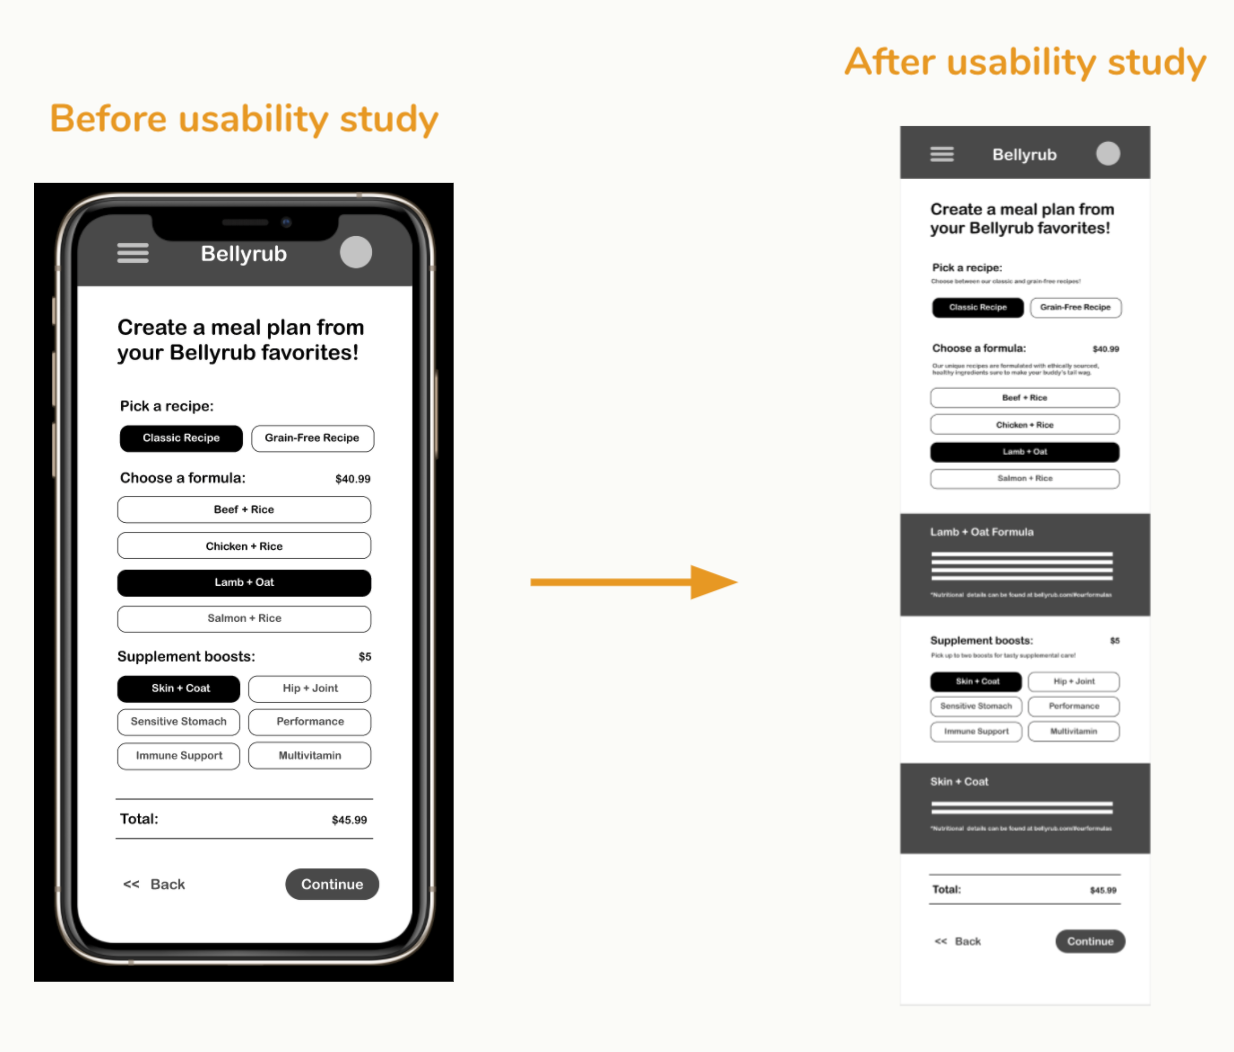 Before usability study
Bellyrub
Create a meal plan from
your Bellyrub favorites!
Pick a recipe:
Classic Recipe
Grain-Free Recipe
Choose a formula: $40.99
Beef + Rice
Chicken + Rice
Lamb + Oat
Salmon + Rice
Supplement boosts: $5
Skin + Coat
Hip + Joint
Sensitive Stomach
Performance
Immune Support
Multivitamin
Total: $45.99
<< Back
Continue
After usability study
Bellyrub
Create a meal plan from
your Bellyrub favorites!
Pick a recipe:
Choose between our classic and grain-free recipes!
Classic Recipe
Grain-Free Recipe
Choose a formula: $40.99
Our unique recipes are formulated with ethically sourced,
healthy ingredients sure to make your buddy's tail wag.
Beef + Rice
Chicken + Rice
Lamb + Oat
Salmon + Rice
Lamb + Oat Formula
*Nutritional details can be found at bellyrub.com/#ourformulas
Supplement boosts: $5
Pick up to two boosts for tasty supplemental care!
Skin + Coat
Hip + Joint
Sensitive Stomach
Performance
Immune Support
Multivitamin
Skin + Coat
*Nutritional details can be found at bellyrub.com/#ourformulas
Total: $45.99
<< Back
Continue